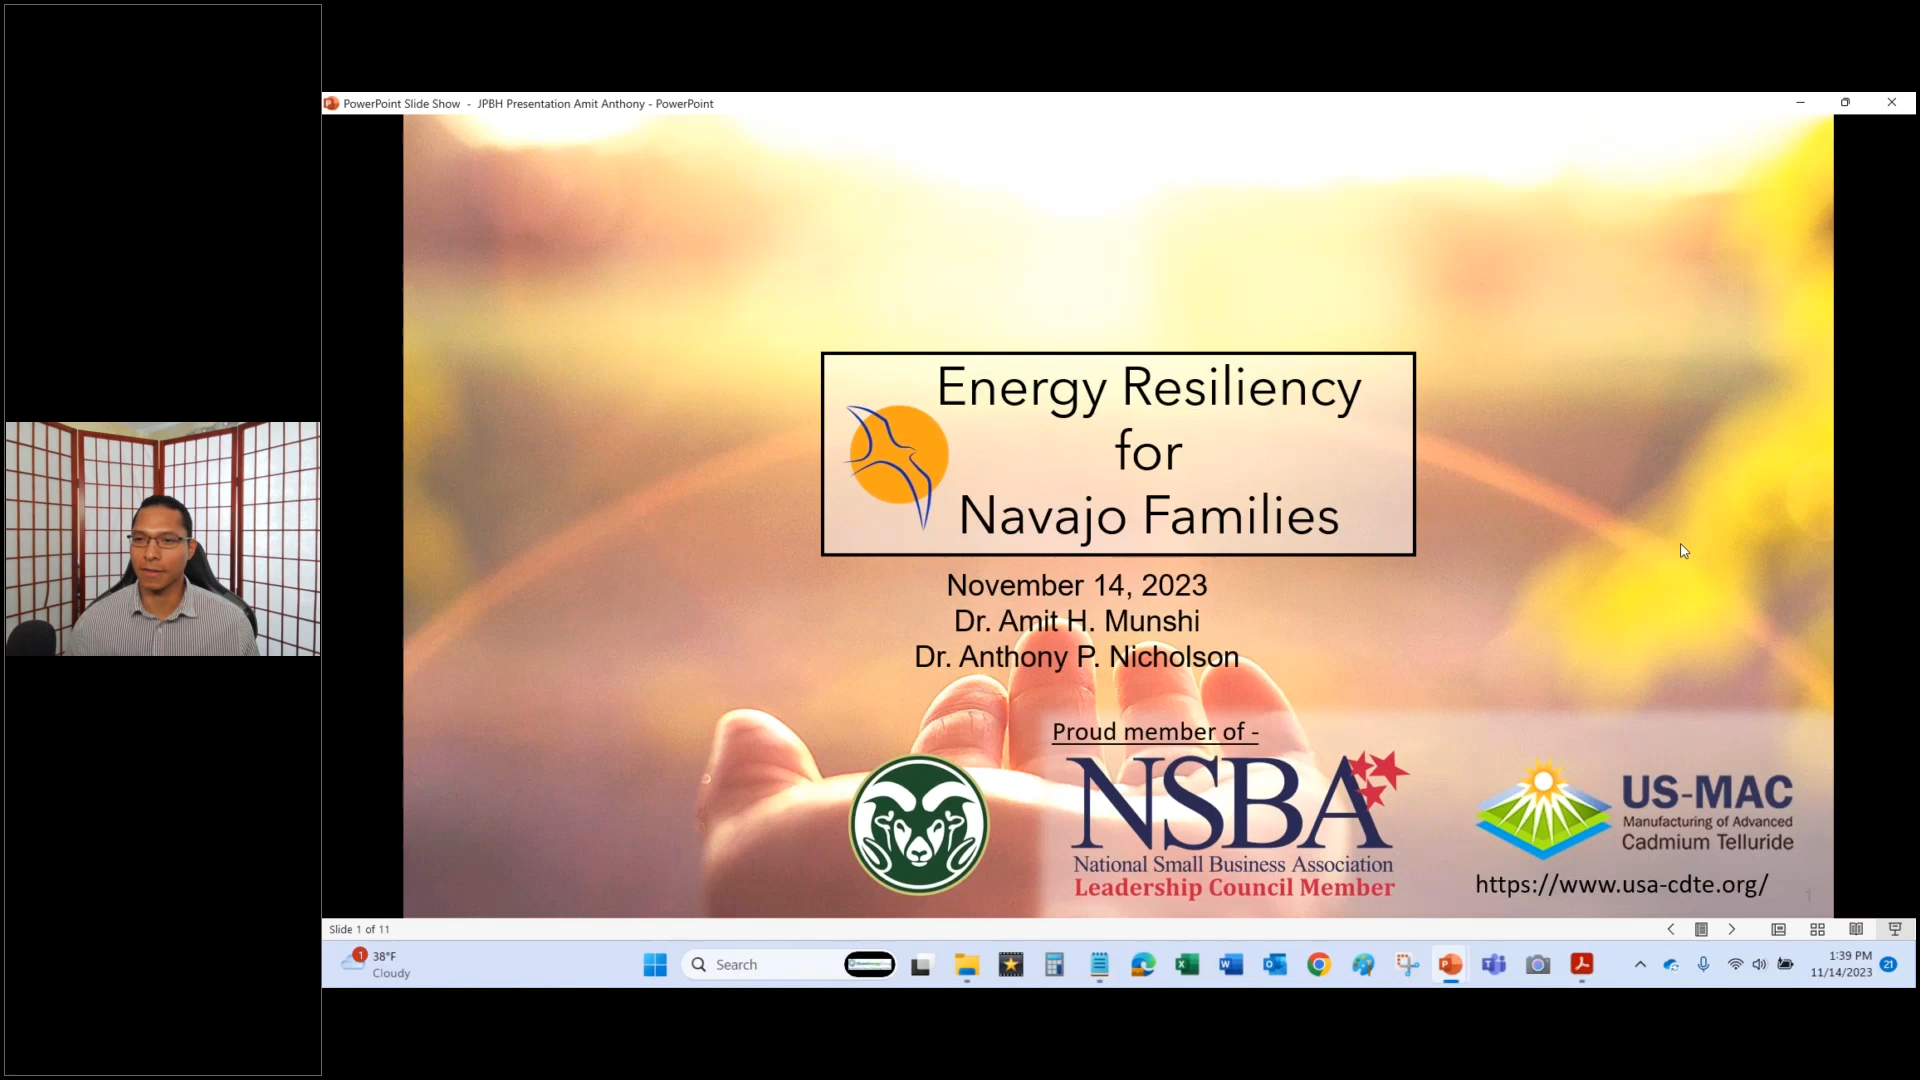 PowerPoint Slide Show - JPBH Presentation Amit Anthony - PowerPoint
Energy Resiliency
for
Navajo Families
November 14, 2023
Dr. Amit H. Munshi
Dr. Anthony P. Nicholson
Proud member of -
NSBA
National Small Business Association
Leadership Council Member
US-MAC
Manufacturing of Advanced
Cadmium Telluride
https://www.usa-cdte.org/
1
Slide 1 of 11
1
38°F
Cloudy
Search
1:39 PM
11/14/2023
21